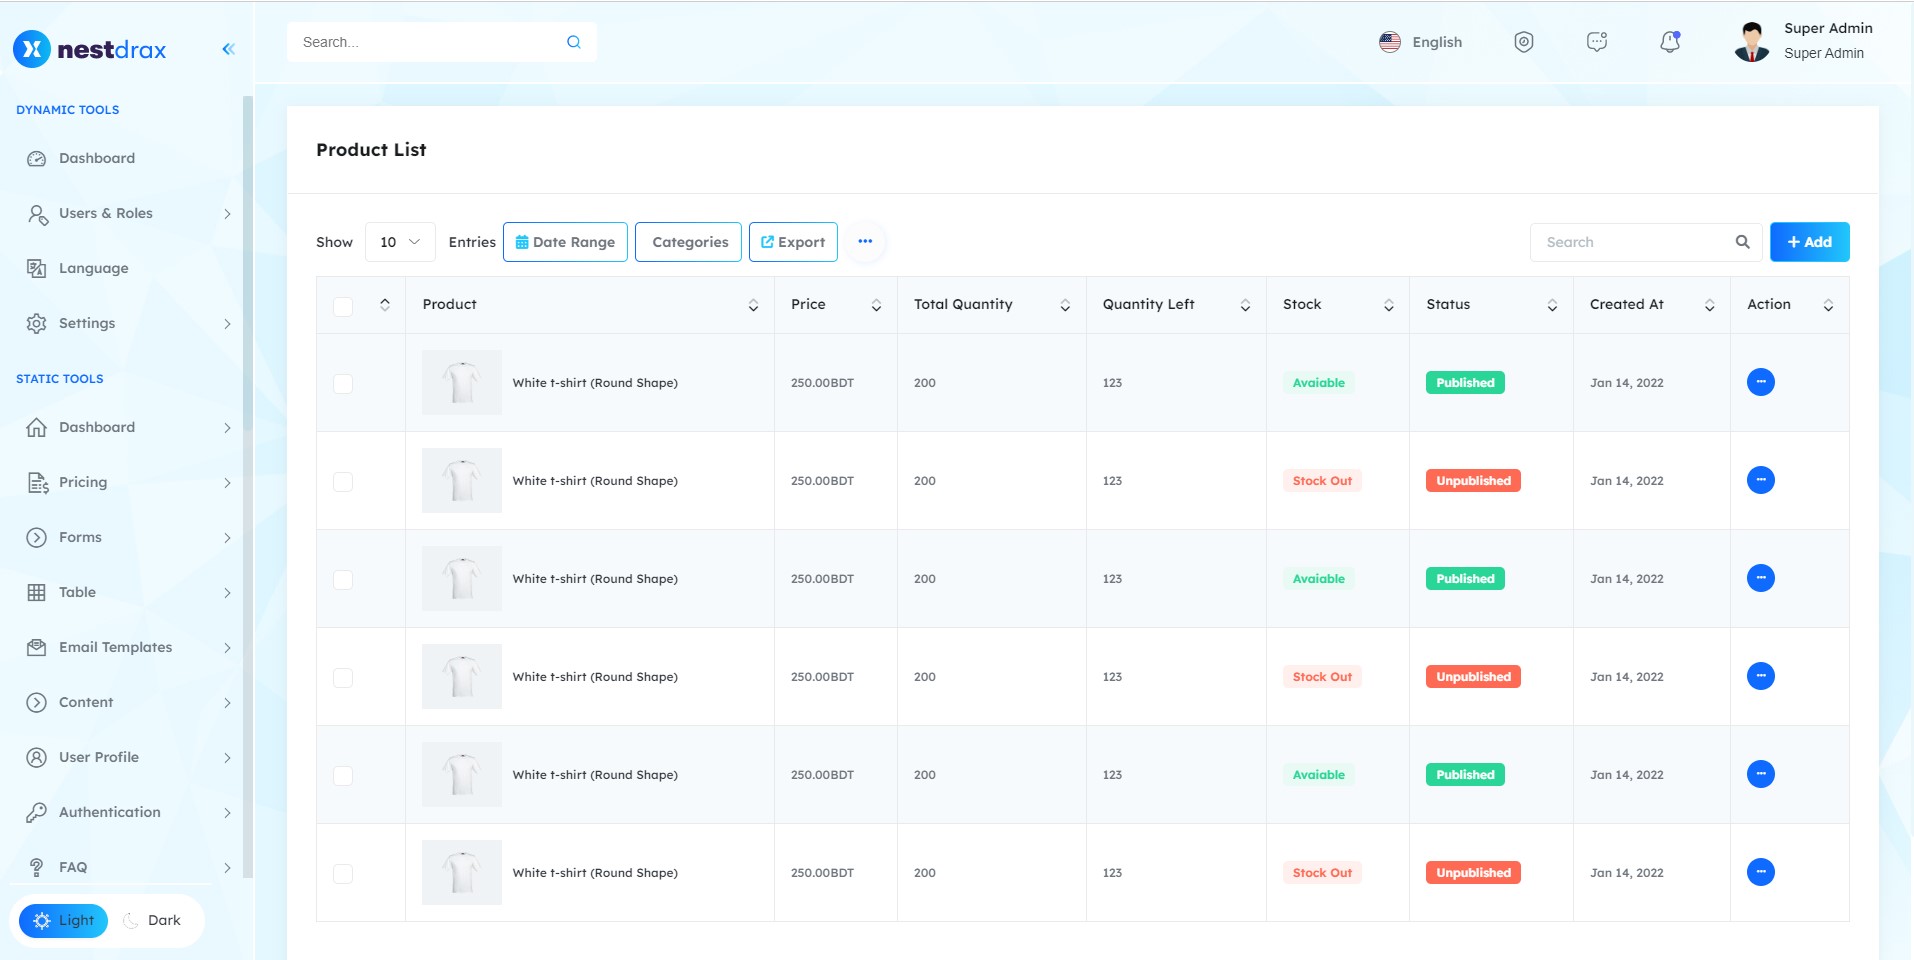 nestdrax
Search...
English
Super Admin
Super Admin
DYNAMIC TOOLS
Dashboard
Users & Roles
Language
Settings
STATIC TOOLS
Dashboard
Pricing
Forms
Table
Email Templates
Content
User Profile
Authentication
FAQ
Light Dark
Product List
Show 10 Entries Date Range Categories Export Search + Add
Product Price Total Quantity Quantity Left Stock Status Created At Action
White t-shirt (Round Shape) 250.00BDT 200 123 Avaiable Published Jan 14, 2022
White t-shirt (Round Shape) 250.00BDT 200 123 Stock Out Unpublished Jan 14, 2022
White t-shirt (Round Shape) 250.00BDT 200 123 Avaiable Published Jan 14, 2022
White t-shirt (Round Shape) 250.00BDT 200 123 Stock Out Unpublished Jan 14, 2022
White t-shirt (Round Shape) 250.00BDT 200 123 Avaiable Published Jan 14, 2022
White t-shirt (Round Shape) 250.00BDT 200 123 Stock Out Unpublished Jan 14, 2022